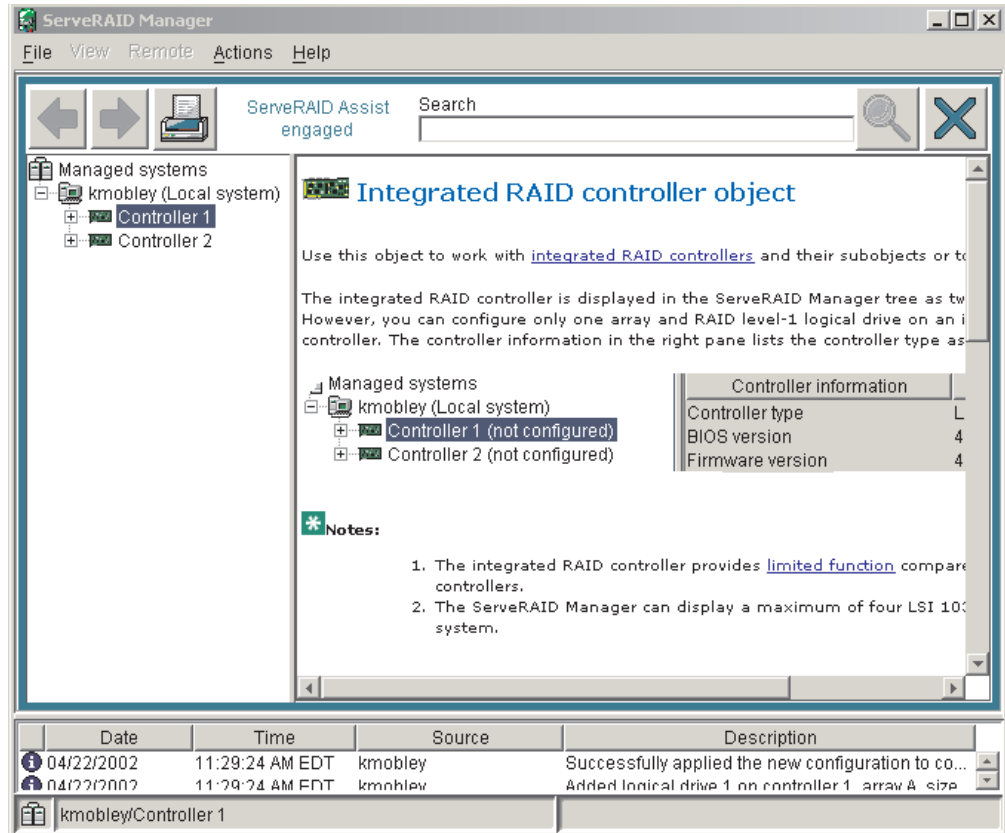 ServeRAID Manager
File View Remote Actions Help
ServeRAID Assist
engaged
Search
Managed systems
kmobley (Local system)
Controller 1
Controller 2
Integrated RAID controller object
Use this object to work with integrated RAID controllers and their subobjects or to
The integrated RAID controller is displayed in the ServeRAID Manager tree as tw
However, you can configure only one array and RAID level-1 logical drive on an i
controller. The controller information in the right pane lists the controller type as
Managed systems
kmobley (Local system)
Controller 1 (not configured)
Controller 2 (not configured)
Controller information
Controller type L
BIOS version 4
Firmware version 4
Notes:
1. The integrated RAID controller provides limited function compare
controllers.
2. The ServeRAID Manager can display a maximum of four LSI 103
system.
Date Time Source Description
04/22/2002 11:29:24 AM EDT kmobley Successfully applied the new configuration to co...
04/22/2002 11:29:24 AM EDT kmobley Added logical drive 1 on controller 1, array A, size
kmobley/Controller 1